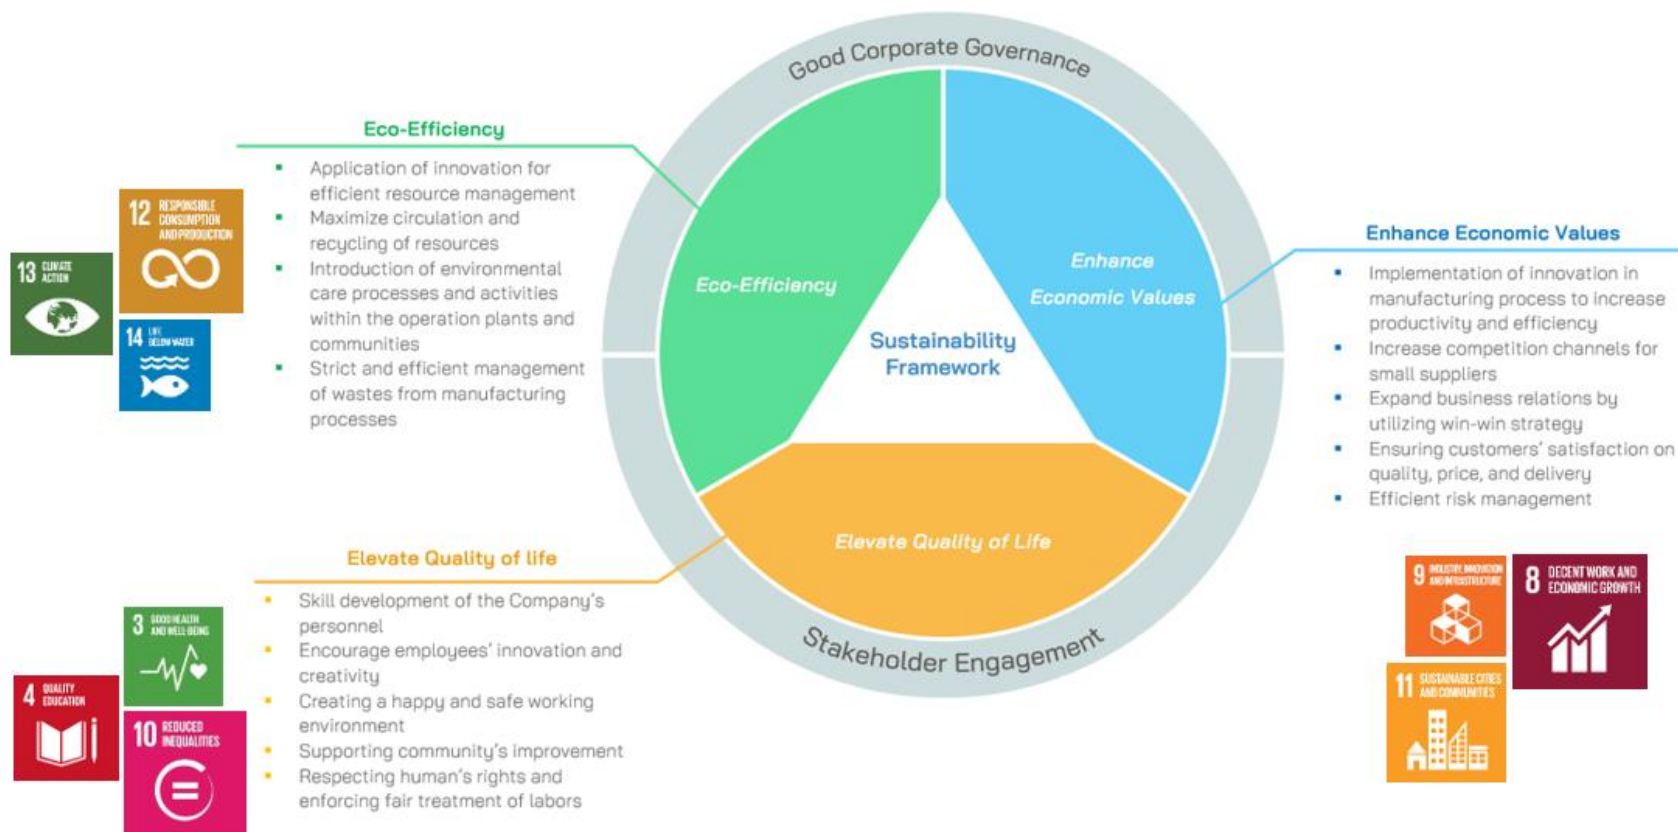 Good Corporate Governance
Eco-Efficiency
▪ Application of innovation for
efficient resource management
▪ Maximize circulation and
recycling of resources
▪ Introduction of environmental
care processes and activities
within the operation plants and
communities
▪ Strict and efficient management
of wastes from manufacturing
processes
12 RESPONSIBLE
CONSUMPTION
AND PRODUCTION
13 CLIMATE
ACTION
14 LIFE
BELOW WATER
Eco-Efficiency
Enhance
Economic Values
Sustainability
Framework
Elevate Quality of Life
Stakeholder Engagement
Enhance Economic Values
▪ Implementation of innovation in
manufacturing process to increase
productivity and efficiency
▪ Increase competition channels for
small suppliers
▪ Expand business relations by
utilizing win-win strategy
▪ Ensuring customers' satisfaction on
quality, price, and delivery
▪ Efficient risk management
9 INDUSTRY, INNOVATION
AND INFRASTRUCTURE
8 DECENT WORK AND
ECONOMIC GROWTH
11 SUSTAINABLE CITIES
AND COMMUNITIES
Elevate Quality of life
▪ Skill development of the Company's
personnel
▪ Encourage employees' innovation and
creativity
▪ Creating a happy and safe working
environment
▪ Supporting community's improvement
▪ Respecting human's rights and
enforcing fair treatment of labors
3 GOOD HEALTH
AND WELL-BEING
4 QUALITY
EDUCATION
10 REDUCED
INEQUALITIES